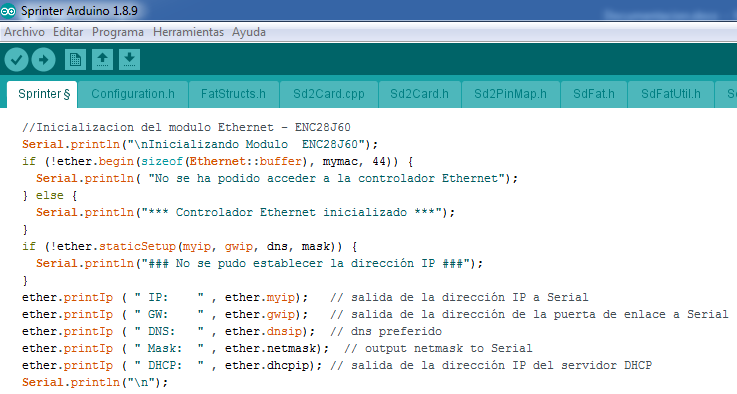 Sprinter Arduino 1.8.9
Archivo Editar Programa Herramientas Ayuda
Sprinter § Configuration.h FatStructs.h Sd2Card.cpp Sd2Card.h Sd2PinMap.h SdFat.h SdFatUtil.h
//Inicializacion del modulo Ethernet - ENC28J60
Serial.println("\nInicializando Modulo  ENC28J60");
if (!ether.begin(sizeof(Ethernet::buffer), mymac, 44)) {
  Serial.println( "No se ha podido acceder a la controlador Ethernet");
} else {
  Serial.println("*** Controlador Ethernet inicializado ***");
}
if (!ether.staticSetup(myip, gwip, dns, mask)) {
  Serial.println("### No se pudo establecer la dirección IP ###");
}
ether.printIp ( " IP:    " , ether.myip);   // salida de la dirección IP a Serial
ether.printIp ( " GW:    " , ether.gwip);   // salida de la dirección de la puerta de enlace a Serial
ether.printIp ( " DNS:   " , ether.dnsip);  // dns preferido
ether.printIp ( " Mask:  " , ether.netmask);  // output netmask to Serial
ether.printIp ( " DHCP:  " , ether.dhcpip); // salida de la dirección IP del servidor DHCP
Serial.println("\n");